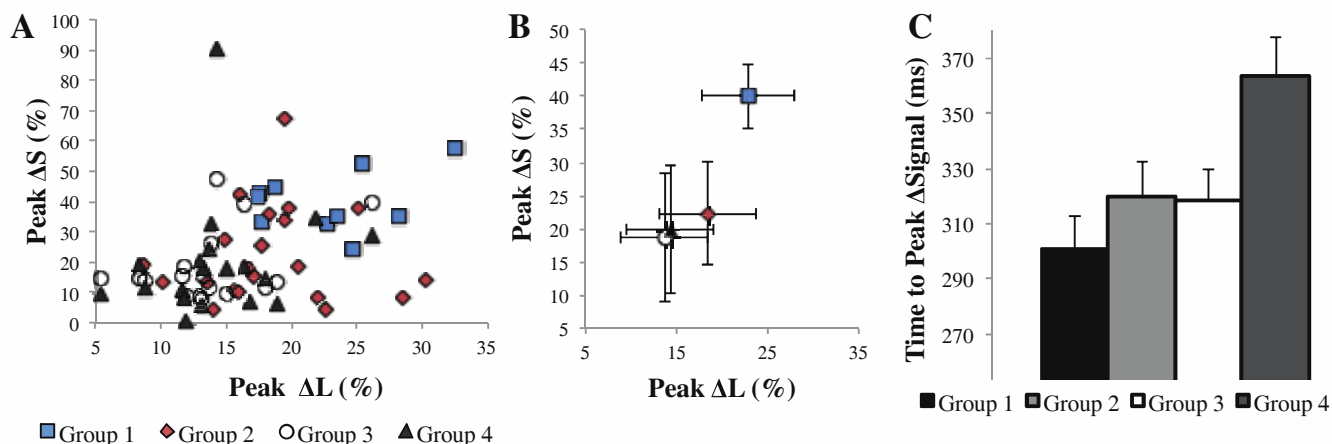 A
Peak ΔS (%)
100
90
80
70
60
50
40
30
20
10
0
5 10 15 20 25 30 35
Peak ΔL (%)
Group 1 Group 2 Group 3 Group 4
B
Peak ΔS (%)
50
45
40
35
30
25
20
15
10
5
5 15 25 35
Peak ΔL (%)
C
Time to Peak ΔSignal (ms)
370
350
330
310
290
270
Group 1 Group 2 Group 3 Group 4